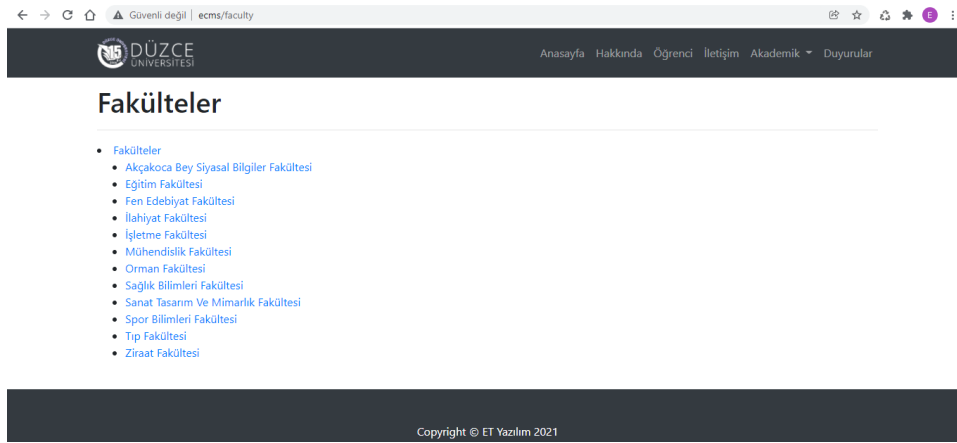 Güvenli değil | ecms/faculty
E
15 DÜZCE
ÜNİVERSİTESİ
Anasayfa Hakkında Öğrenci İletişim Akademik Duyurular
Fakülteler
Fakülteler
Akçakoca Bey Siyasal Bilgiler Fakültesi
Eğitim Fakültesi
Fen Edebiyat Fakültesi
İlahiyat Fakültesi
İşletme Fakültesi
Mühendislik Fakültesi
Orman Fakültesi
Sağlık Bilimleri Fakültesi
Sanat Tasarım Ve Mimarlık Fakültesi
Spor Bilimleri Fakültesi
Tıp Fakültesi
Ziraat Fakültesi
Copyright © ET Yazılım 2021